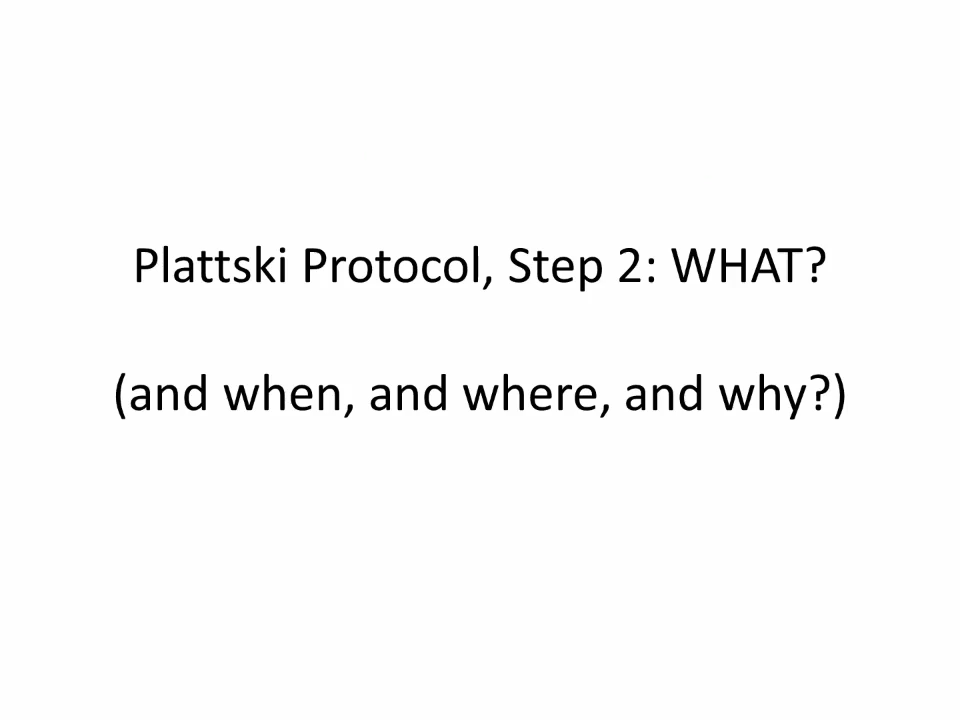 Plattski Protocol, Step 2: WHAT?
(and when, and where, and why?)